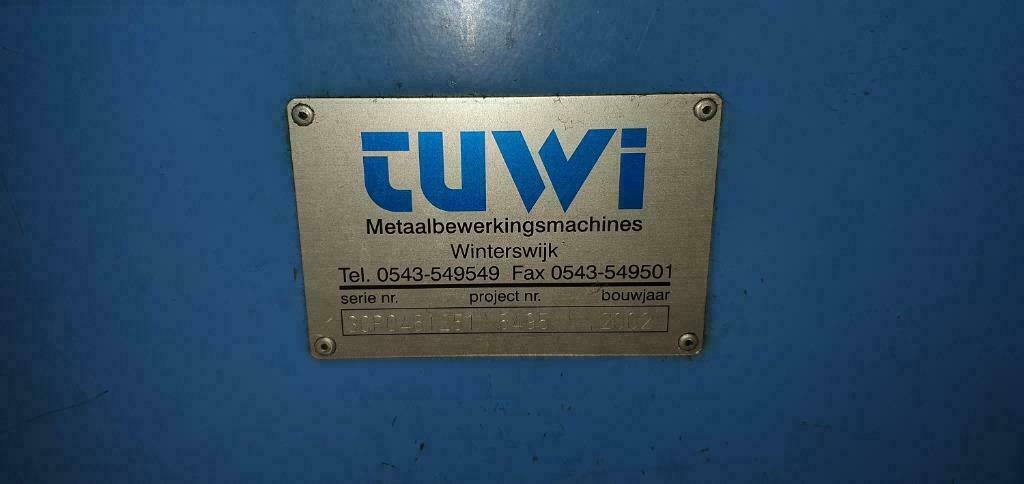 tuwi
Metaalbewerkingsmachines
Winterswijk
Tel. 0543-549549 Fax 0543-549501
serie nr. project nr. bouwjaar
2002